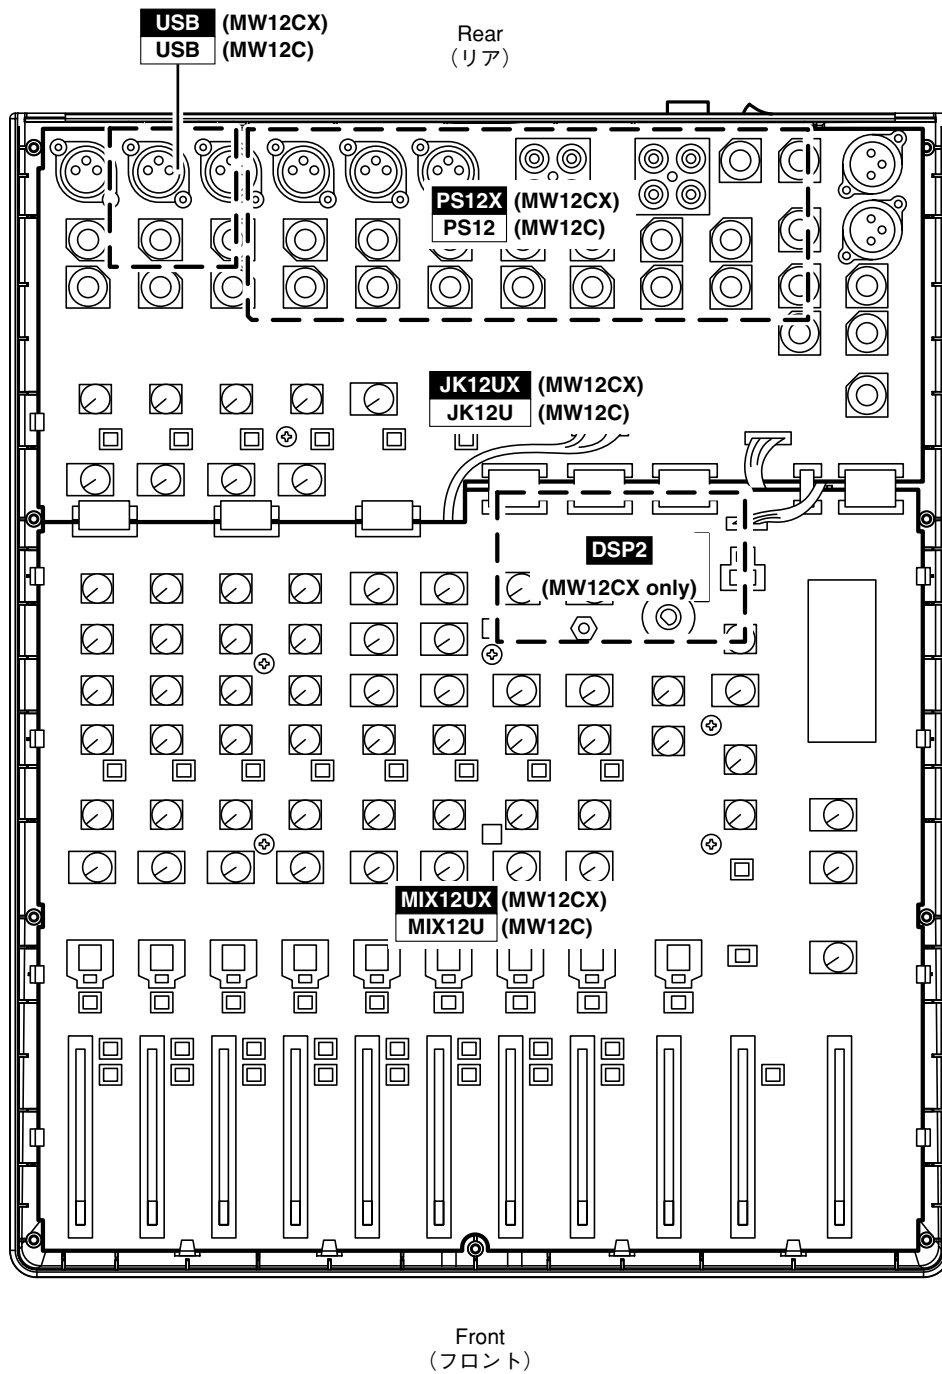 USB (MW12CX)
USB (MW12C)
Rear
（リア）
PS12X (MW12CX)
PS12 (MW12C)
JK12UX (MW12CX)
JK12U (MW12C)
DSP2
(MW12CX only)
MIX12UX (MW12CX)
MIX12U (MW12C)
Front
（フロント）